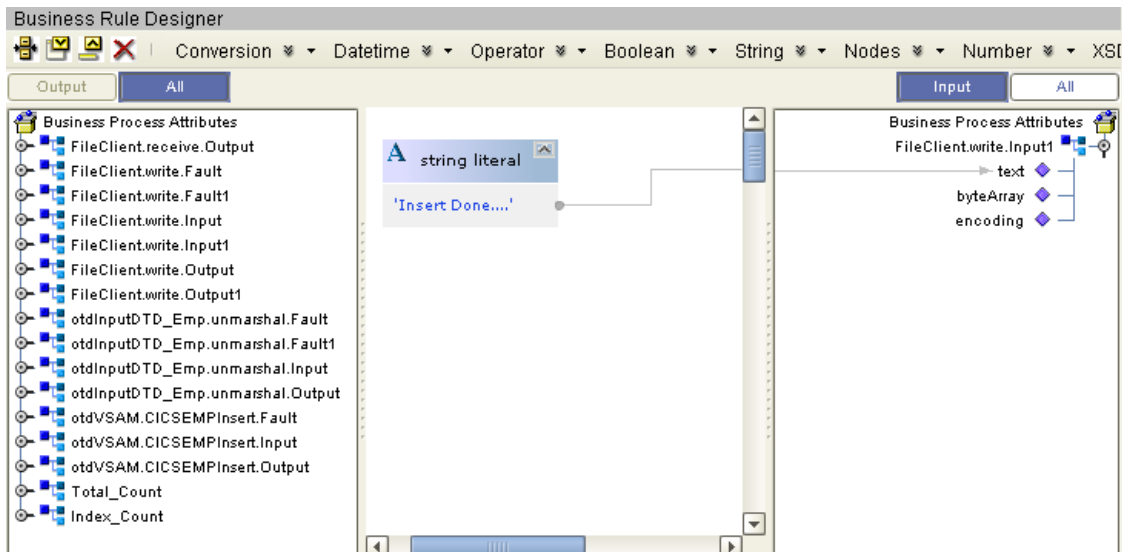 Business Rule Designer
Conversion Datetime Operator Boolean String Nodes Number
Output All Input All
Business Process Attributes
FileClient.receive.Output
FileClient.write.Fault
FileClient.write.Fault1
FileClient.write.Input
FileClient.write.Input1
FileClient.write.Output
FileClient.write.Output1
otdInputDTD_Emp.unmarshal.Fault
otdInputDTD_Emp.unmarshal.Fault1
otdInputDTD_Emp.unmarshal.Input
otdInputDTD_Emp.unmarshal.Output
otdVSAM.CICSEMPInsert.Fault
otdVSAM.CICSEMPInsert.Input
otdVSAM.CICSEMPInsert.Output
Total_Count
Index_Count
A string literal
'Insert Done....'
Business Process Attributes
FileClient.write.Input1
text
byteArray
encoding